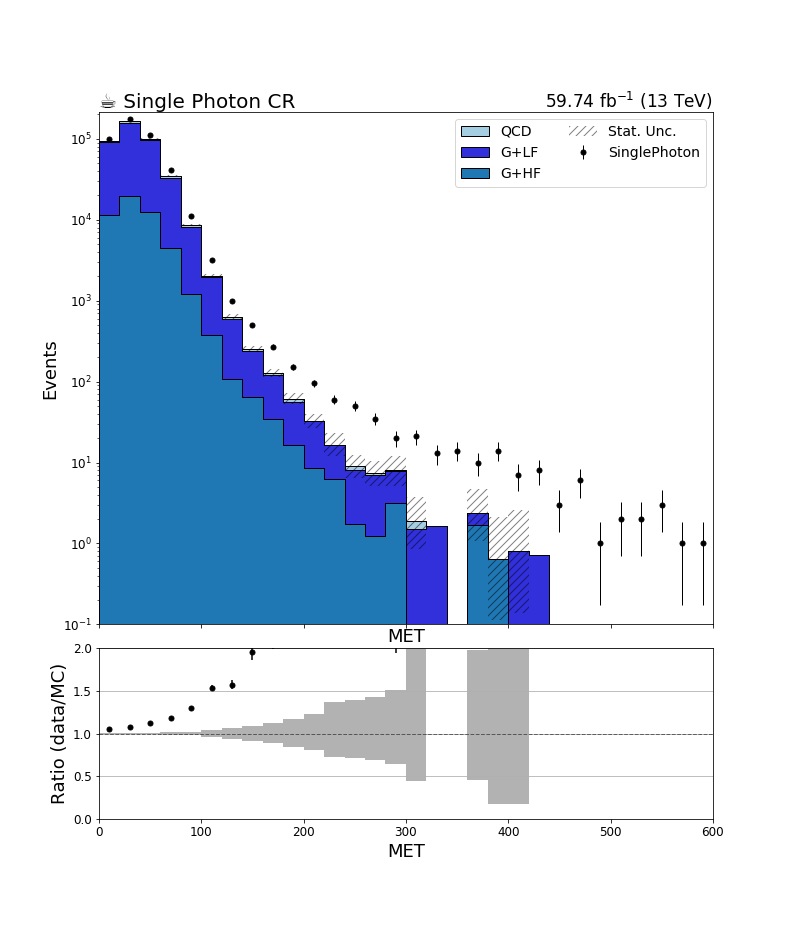 ☕ Single Photon CR
59.74 fb⁻¹ (13 TeV)
QCD
G+LF
G+HF
Stat. Unc.
SinglePhoton
Events
10⁵
10⁴
10³
10²
10¹
10⁰
10⁻¹
MET
Ratio (data/MC)
2.0
1.5
1.0
0.5
0.0
0 100 200 300 400 500 600
MET